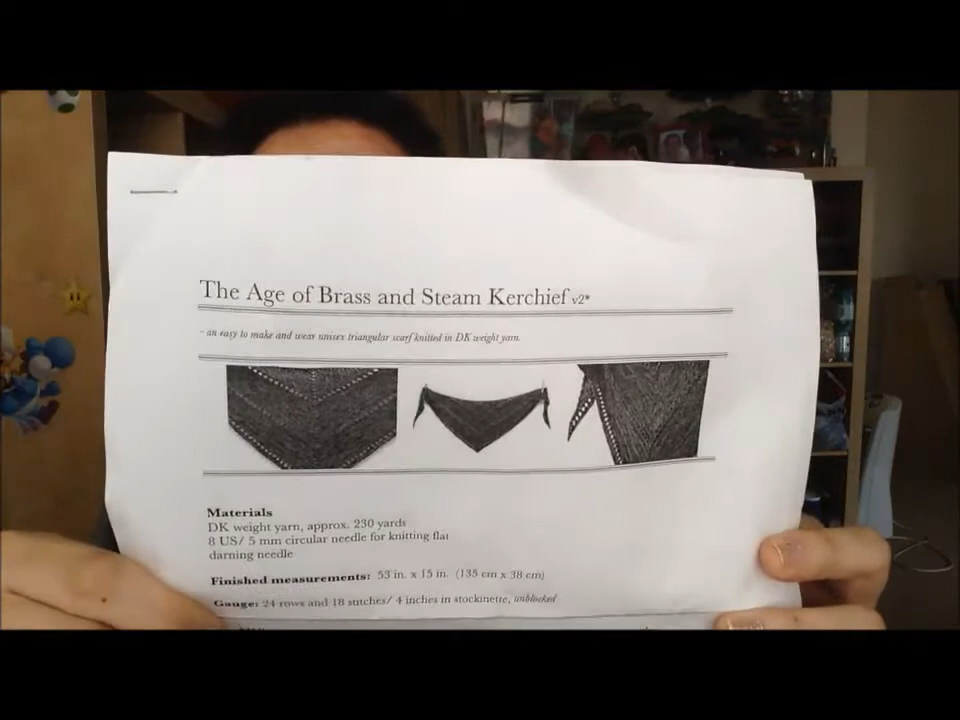 The Age of Brass and Steam Kerchief v2*
- an easy to make and wear unisex triangular scarf knitted in DK weight yarn.
Materials
DK weight yarn, approx. 230 yards
8 US/ 5 mm circular needle for knitting flat
darning needle
Finished measurements: 53 in. x 15 in. (135 cm x 38 cm)
Gauge: 24 rows and 18 stitches/ 4 inches in stockinette, unblocked